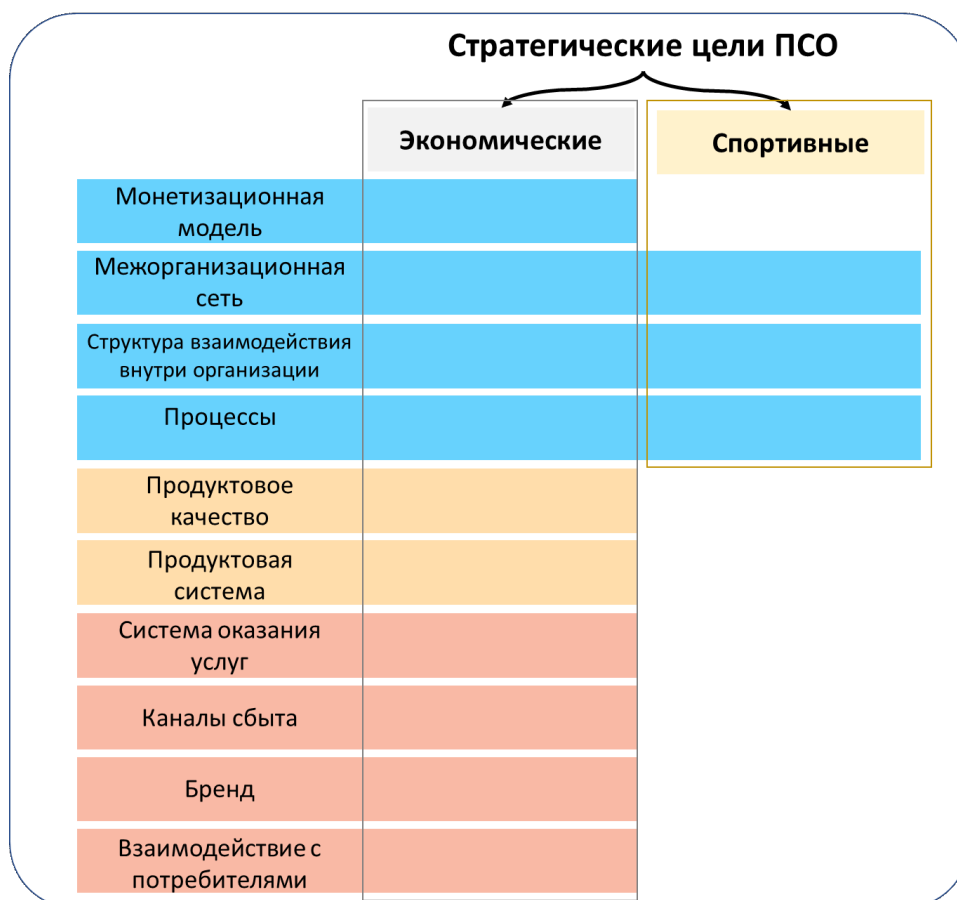 Стратегические цели ПСО
Экономические
Спортивные
Монетизационная
модель
Межорганизационная
сеть
Структура взаимодействия
внутри организации
Процессы
Продуктовое
качество
Продуктовая
система
Система оказания
услуг
Каналы сбыта
Бренд
Взаимодействие с
потребителями